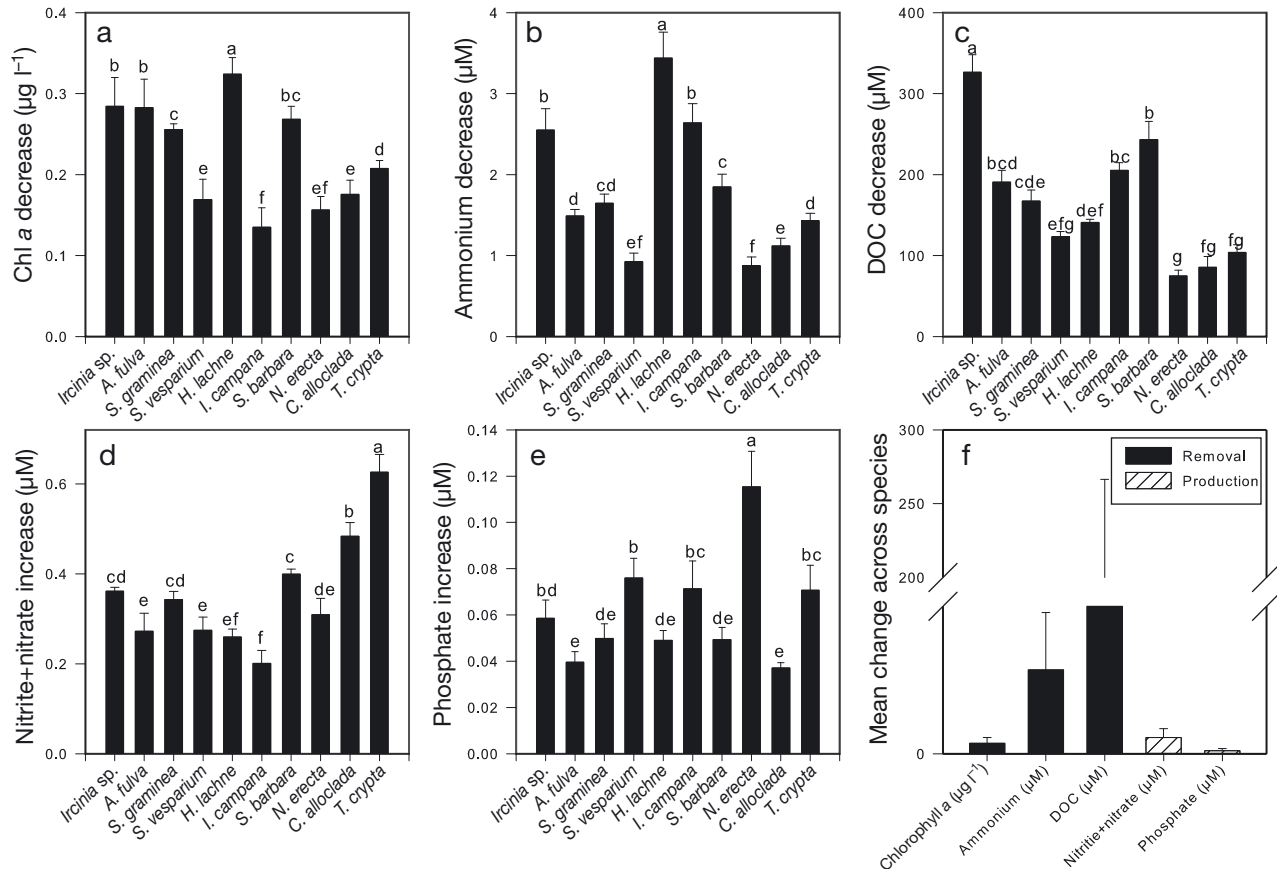 a
Chl a decrease (µg l⁻¹)
0.4
0.3
0.2
0.1
0.0
b
b
c
e
a
f
bc
ef
e
d
Ircinia sp.
A. fulva
S. graminea
S. vesparium
H. lachne
I. campana
S. barbara
N. erecta
C. alloclada
T. crypta
b
Ammonium decrease (µM)
4
3
2
1
0
b
d
cd
ef
a
b
c
f
e
d
Ircinia sp.
A. fulva
S. graminea
S. vesparium
H. lachne
I. campana
S. barbara
N. erecta
C. alloclada
T. crypta
c
DOC decrease (µM)
400
300
200
100
0
a
bcd
cde
efg
def
bc
b
g
fg
fg
Ircinia sp.
A. fulva
S. graminea
S. vesparium
H. lachne
I. campana
S. barbara
N. erecta
C. alloclada
T. crypta
d
Nitrite+nitrate increase (µM)
0.6
0.4
0.2
0.0
cd
e
cd
e
ef
f
c
de
b
a
Ircinia sp.
A. fulva
S. graminea
S. vesparium
H. lachne
I. campana
S. barbara
N. erecta
C. alloclada
T. crypta
e
Phosphate increase (µM)
0.14
0.12
0.10
0.08
0.06
0.04
0.02
0.00
bd
e
de
b
de
bc
de
a
e
bc
Ircinia sp.
A. fulva
S. graminea
S. vesparium
H. lachne
I. campana
S. barbara
N. erecta
C. alloclada
T. crypta
f
Mean change across species
300
250
200
0
Removal
Production
Chlorophyll a (µg l⁻¹)
Ammonium (µM)
DOC (µM)
Nitritie+nitrate (µM)
Phosphate (µM)